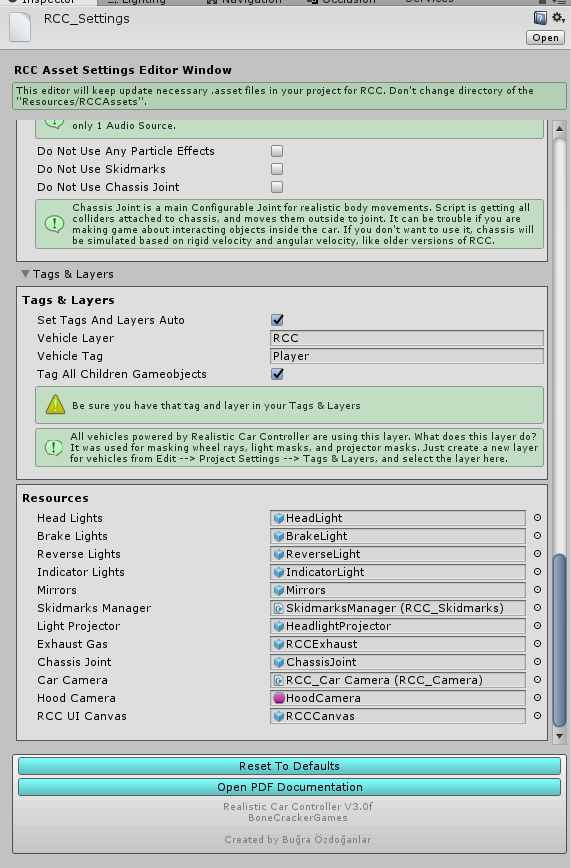 Inspector
Lighting
Navigation
Occlusion
Services
RCC_Settings
Open
RCC Asset Settings Editor Window
This editor will keep update necessary .asset files in your project for RCC. Don't change directory of the
"Resources/RCCAssets".
only 1 Audio Source.
Do Not Use Any Particle Effects
Do Not Use Skidmarks
Do Not Use Chassis Joint
Chassis Joint is a main Configurable Joint for realistic body movements. Script is getting all
colliders attached to chassis, and moves them outside to joint. It can be trouble if you are
making game about interacting objects inside the car. If you don't want to use it, chassis will
be simulated based on rigid velocity and angular velocity, like older versions of RCC.
Tags & Layers
Tags & Layers
Set Tags And Layers Auto
Vehicle Layer RCC
Vehicle Tag Player
Tag All Children Gameobjects
Be sure you have that tag and layer in your Tags & Layers
All vehicles powered by Realistic Car Controller are using this layer. What does this layer do?
It was used for masking wheel rays, light masks, and projector masks. Just create a new layer
for vehicles from Edit --> Project Settings --> Tags & Layers, and select the layer here.
Resources
Head Lights HeadLight
Brake Lights BrakeLight
Reverse Lights ReverseLight
Indicator Lights IndicatorLight
Mirrors Mirrors
Skidmarks Manager SkidmarksManager (RCC_Skidmarks)
Light Projector HeadlightProjector
Exhaust Gas RCCExhaust
Chassis Joint ChassisJoint
Car Camera RCC_Car Camera (RCC_Camera)
Hood Camera HoodCamera
RCC UI Canvas RCCCanvas
Reset To Defaults
Open PDF Documentation
Realistic Car Controller V3.0f
BoneCrackerGames
Created by Buğra Özdoğanlar